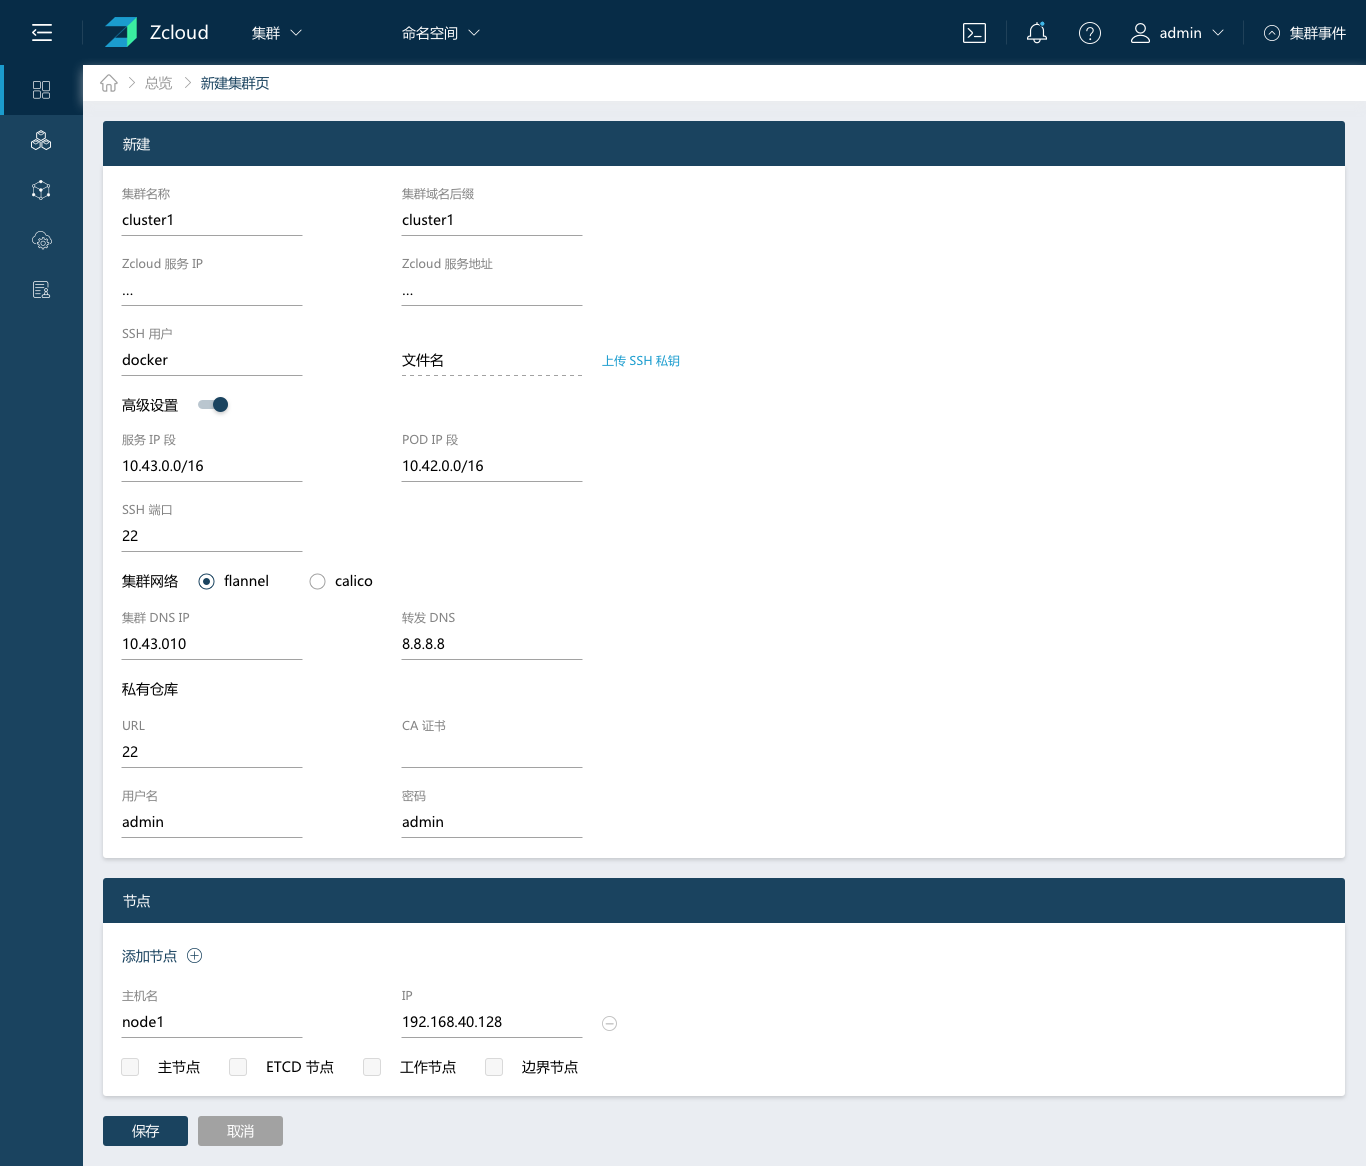 Zcloud 集群 命名空间 admin 集群事件
总览 新建集群页
新建
集群名称 集群域名后缀
cluster1 cluster1
Zcloud 服务 IP Zcloud 服务地址
... ...
SSH 用户
docker 文件名 上传 SSH 私钥
高级设置
服务 IP 段 POD IP 段
10.43.0.0/16 10.42.0.0/16
SSH 端口
22
集群网络 flannel calico
集群 DNS IP 转发 DNS
10.43.010 8.8.8.8
私有仓库
URL CA 证书
22
用户名 密码
admin admin
节点
添加节点
主机名 IP
node1 192.168.40.128
主节点 ETCD 节点 工作节点 边界节点
保存 取消